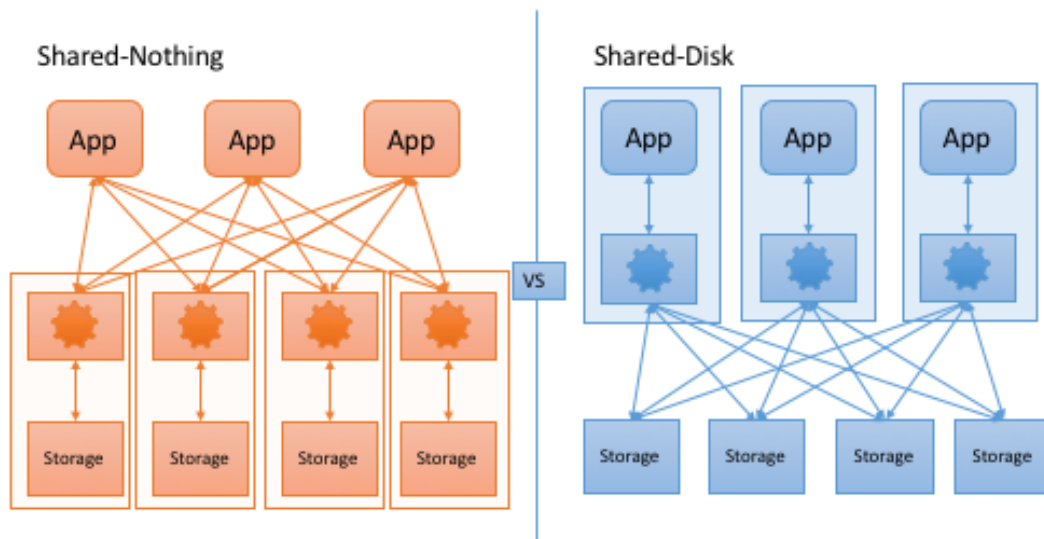 Shared-Nothing
App
App
App
Storage
Storage
Storage
Storage
VS
Shared-Disk
App
App
App
Storage
Storage
Storage
Storage